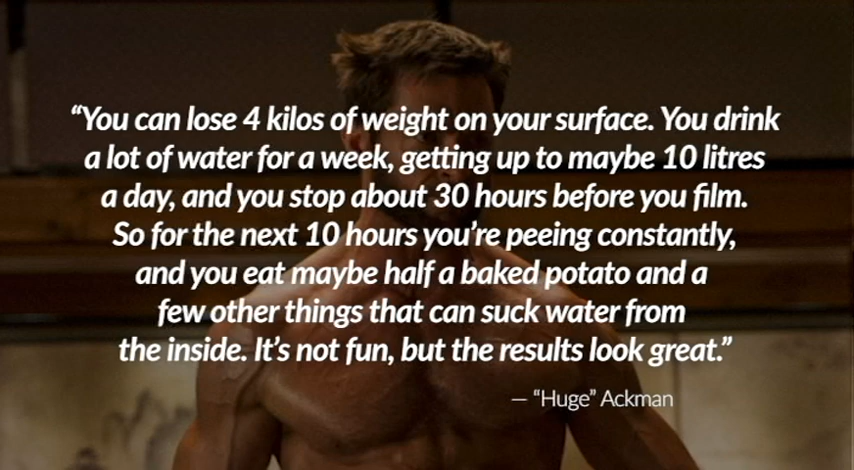 “You can lose 4 kilos of weight on your surface. You drink
a lot of water for a week, getting up to maybe 10 litres
a day, and you stop about 30 hours before you film.
So for the next 10 hours you’re peeing constantly,
and you eat maybe half a baked potato and a
few other things that can suck water from
the inside. It’s not fun, but the results look great.”
— “Huge” Ackman